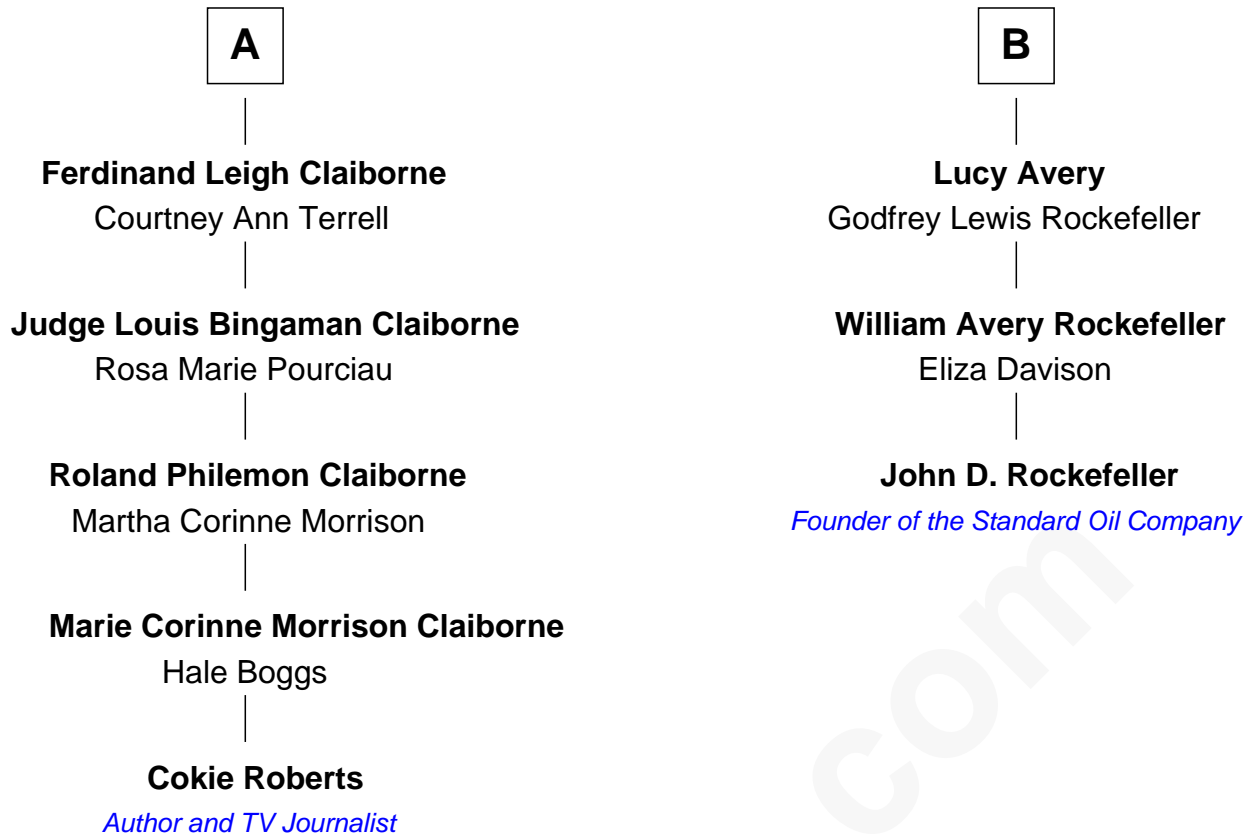 A
Ferdinand Leigh Claiborne
Courtney Ann Terrell
Judge Louis Bingaman Claiborne
Rosa Marie Pourciau
Roland Philemon Claiborne
Martha Corinne Morrison
Marie Corinne Morrison Claiborne
Hale Boggs
Cokie Roberts
Author and TV Journalist
B
Lucy Avery
Godfrey Lewis Rockefeller
William Avery Rockefeller
Eliza Davison
John D. Rockefeller
Founder of the Standard Oil Company
com